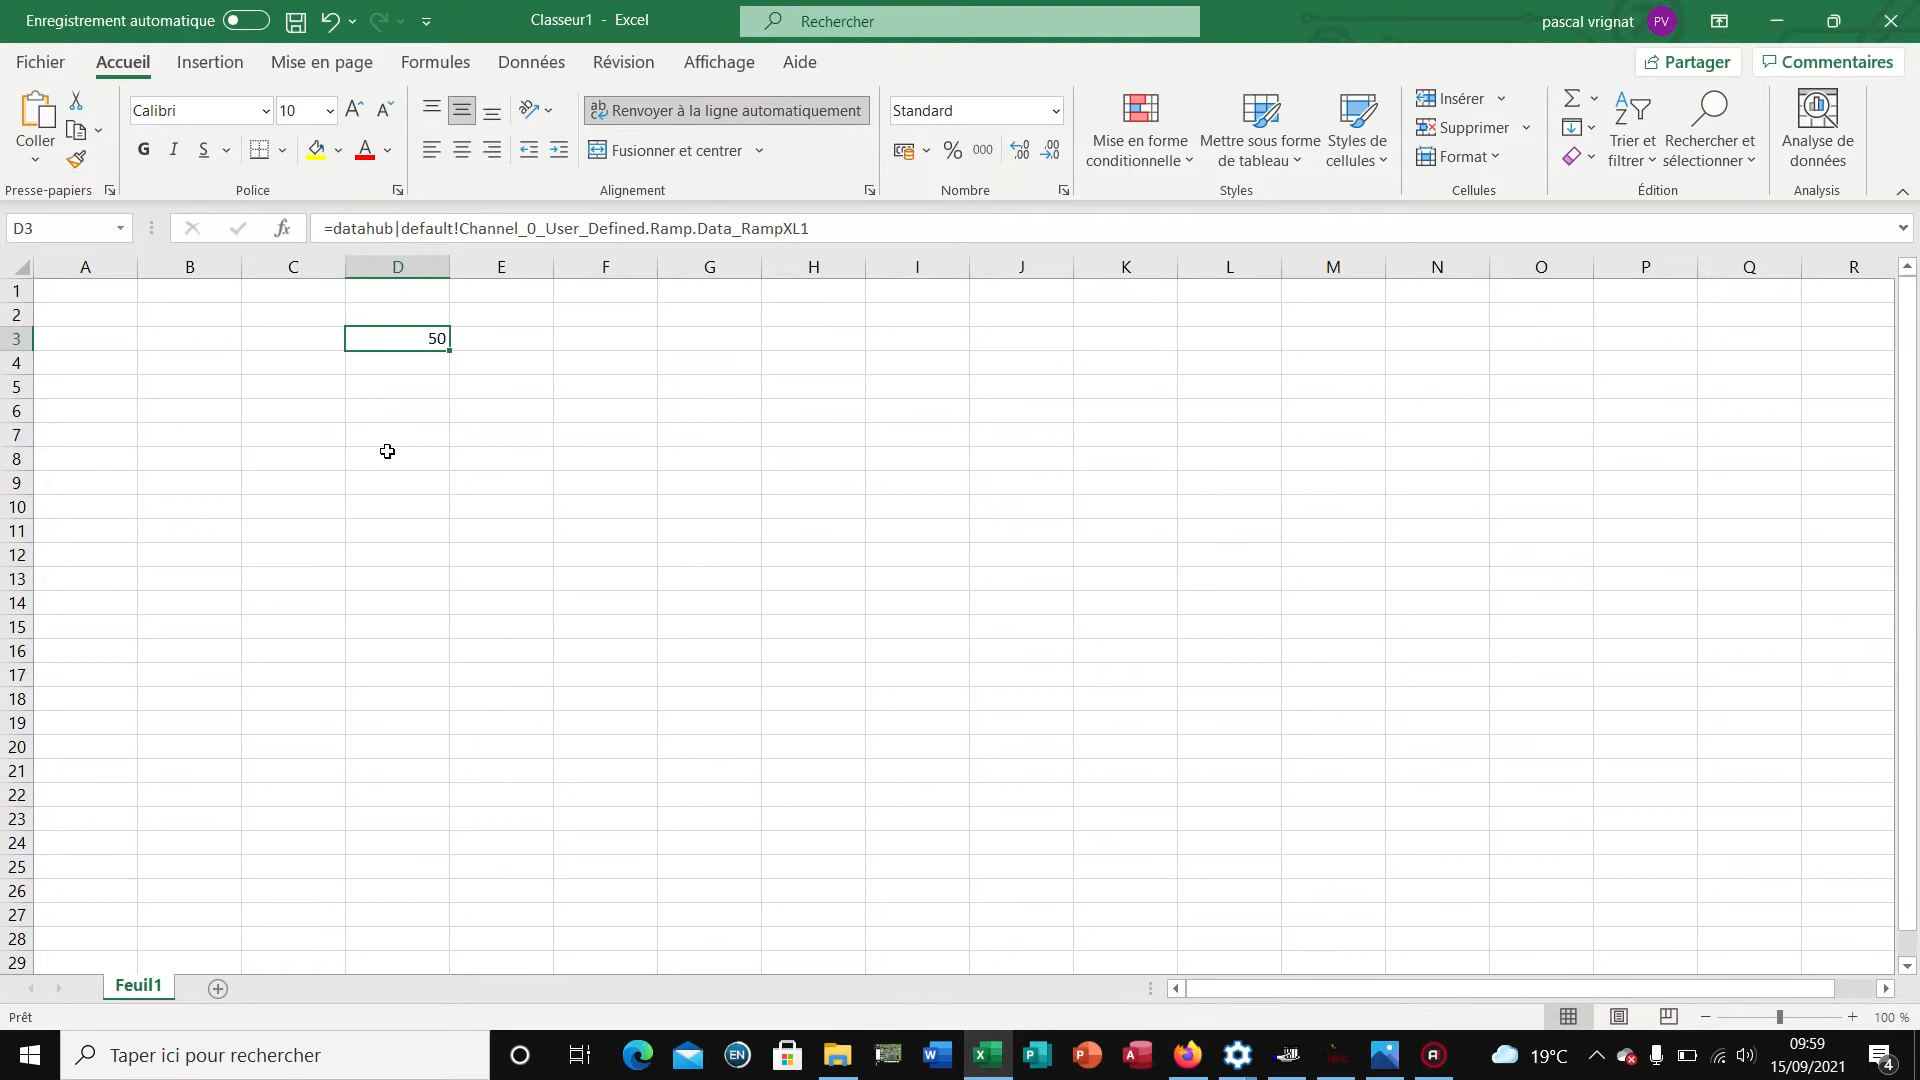 Enregistrement automatique
Classeur1 - Excel
Rechercher
pascal vrignat
PV
Fichier Accueil Insertion Mise en page Formules Données Révision Affichage Aide
Partager
Commentaires
Coller
Presse-papiers
Calibri
10
G I S
Police
Renvoyer à la ligne automatiquement
Fusionner et centrer
Alignement
Standard
% 000
Nombre
Mise en forme
conditionnelle
Mettre sous forme
de tableau
Styles de
cellules
Styles
Insérer
Supprimer
Format
Cellules
Trier et
filtrer
Rechercher et
sélectionner
Édition
Analyse de
données
Analysis
D3
fx
=datahub|default!Channel_0_User_Defined.Ramp.Data_RampXL1
A B C D E F G H I J K L M N O P Q R
1
2
3 50
4
5
6
7
8
9
10
11
12
13
14
15
16
17
18
19
20
21
22
23
24
25
26
27
28
29
Feuil1
Prêt
100 %
Taper ici pour rechercher
19°C
09:59
15/09/2021
4